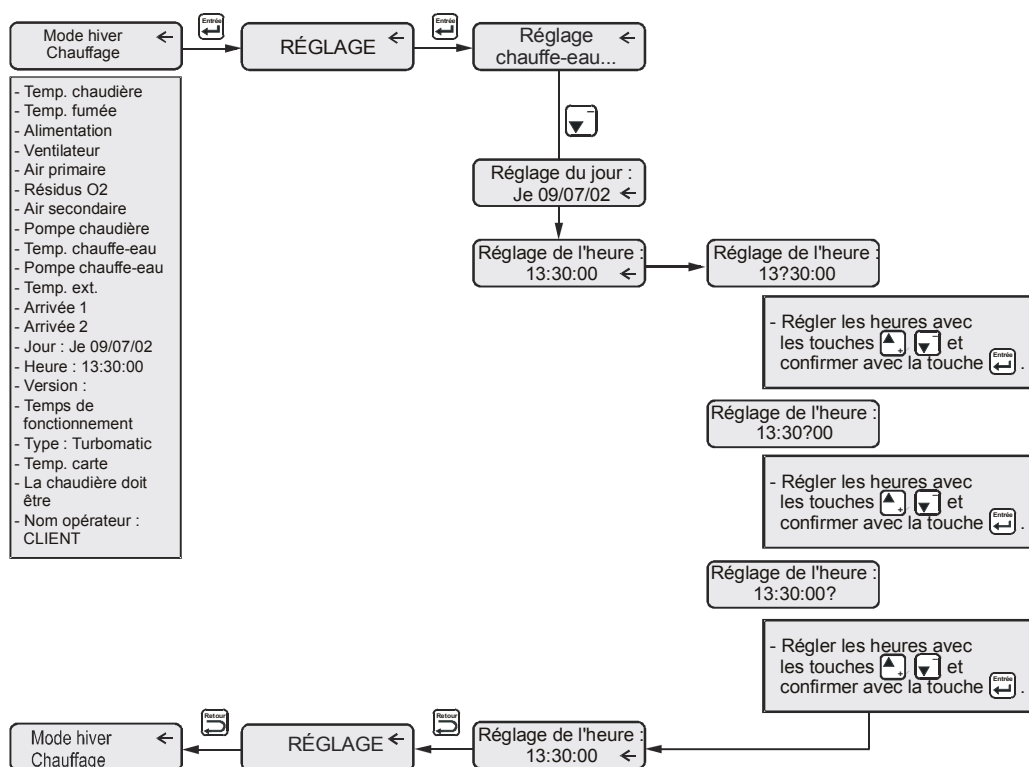 Mode hiver
Chauffage
Entrée
RÉGLAGE
Entrée
Réglage
chauffe-eau...
- Temp. chaudière
- Temp. fumée
- Alimentation
- Ventilateur
- Air primaire
- Résidus O2
- Air secondaire
- Pompe chaudière
- Temp. chauffe-eau
- Pompe chauffe-eau
- Temp. ext.
- Arrivée 1
- Arrivée 2
- Jour : Je 09/07/02
- Heure : 13:30:00
- Version :
- Temps de
fonctionnement
- Type : Turbomatic
- Temp. carte
- La chaudière doit
être
- Nom opérateur :
CLIENT
Réglage du jour :
Je 09/07/02
Réglage de l'heure :
13:30:00
Réglage de l'heure :
13?30:00
- Régler les heures avec
les touches + , - et
confirmer avec la touche Entrée .
Réglage de l'heure :
13:30?00
- Régler les heures avec
les touches + , - et
confirmer avec la touche Entrée .
Réglage de l'heure :
13:30:00?
- Régler les heures avec
les touches + , - et
confirmer avec la touche Entrée .
Mode hiver
Chauffage
Retour
RÉGLAGE
Retour
Réglage de l'heure :
13:30:00